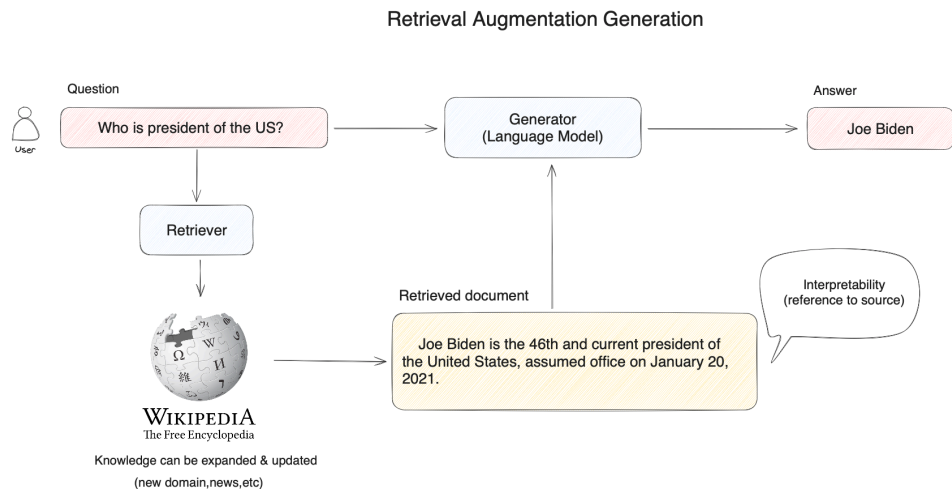 Retrieval Augmentation Generation
Question
Answer
User
Who is president of the US?
Generator
(Language Model)
Joe Biden
Retriever
Interpretability
(reference to source)
Retrieved document
Joe Biden is the 46th and current president of
the United States, assumed office on January 20,
2021.
Ω
W
И
維
7
WIKIPEDIA
The Free Encyclopedia
Knowledge can be expanded & updated
(new domain,news,etc)